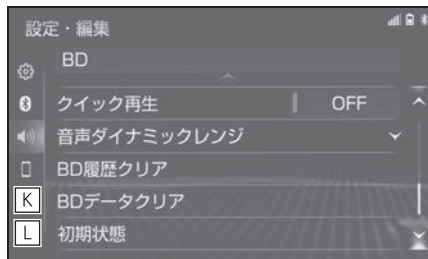 設定・編集
BD
クイック再生 OFF
音声ダイナミックレンジ
BD履歴クリア
K BDデータクリア
L 初期状態